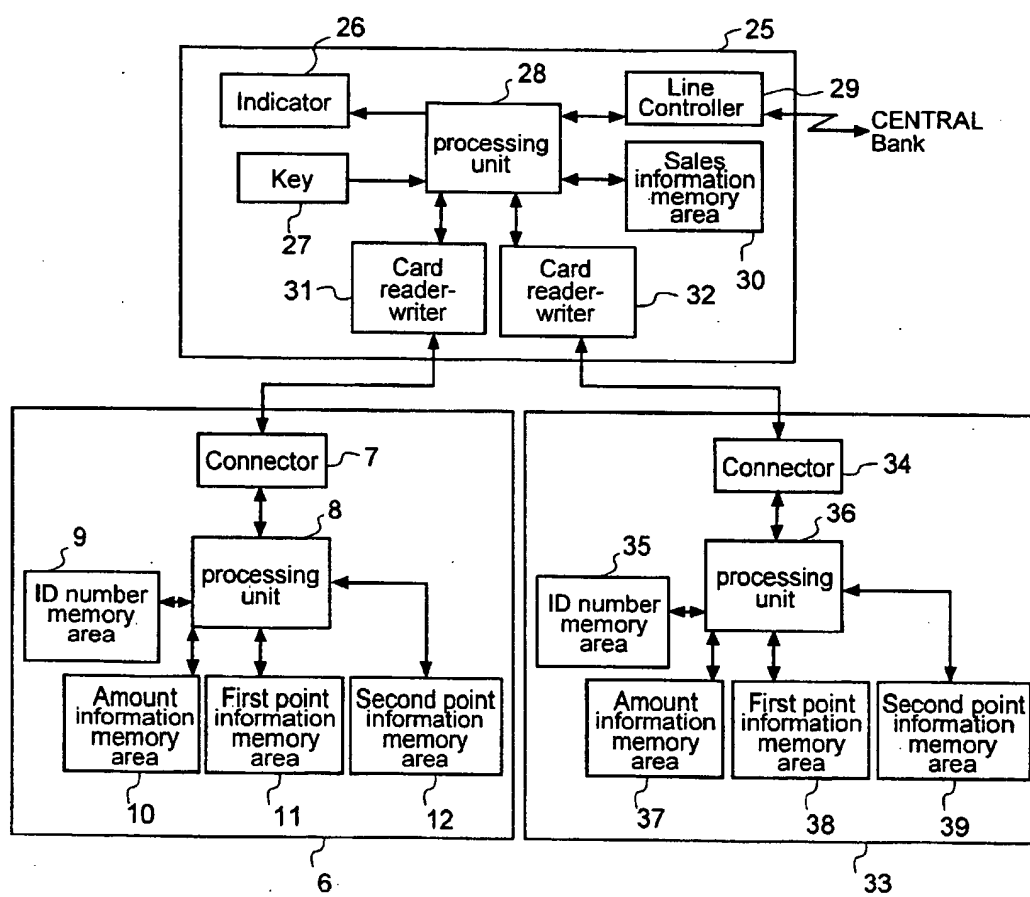 26
25
28
29
Indicator
Line
Controller
CENTRAL
Bank
processing
unit
Key
Sales
information
memory
area
27
30
31
Card
reader-
writer
Card
reader-
writer
32
Connector
7
8
9
processing
unit
ID number
memory
area
Amount
information
memory
area
First point
information
memory
area
Second point
information
memory
area
10
11
12
6
Connector
34
36
35
processing
unit
ID number
memory
area
Amount
information
memory
area
First point
information
memory
area
Second point
information
memory
area
37
38
39
33